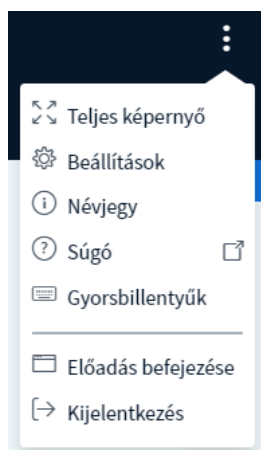 Teljes képernyő
Beállítások
Névjegy
Súgó
Gyorsbillentyűk
Előadás befejezése
Kijelentkezés